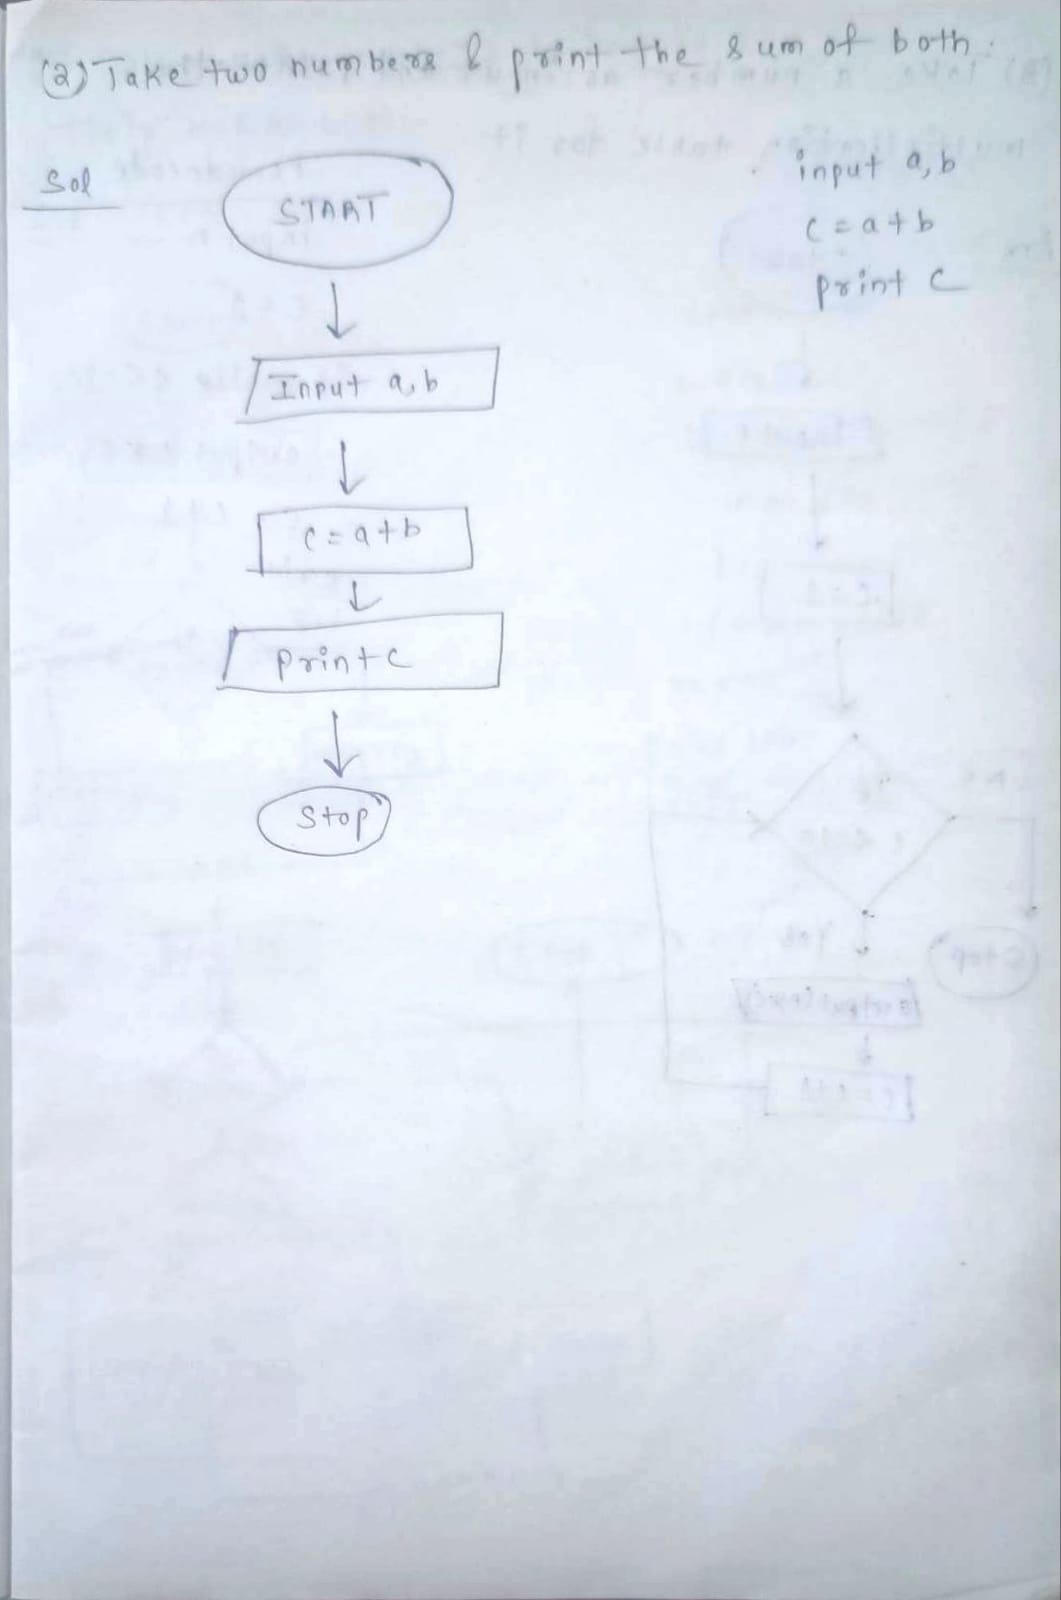 (2) Take two numbers & print the sum of both.
Sol
START
Input a,b
c = a+b
print c
Stop
input a,b
c = a+b
print c